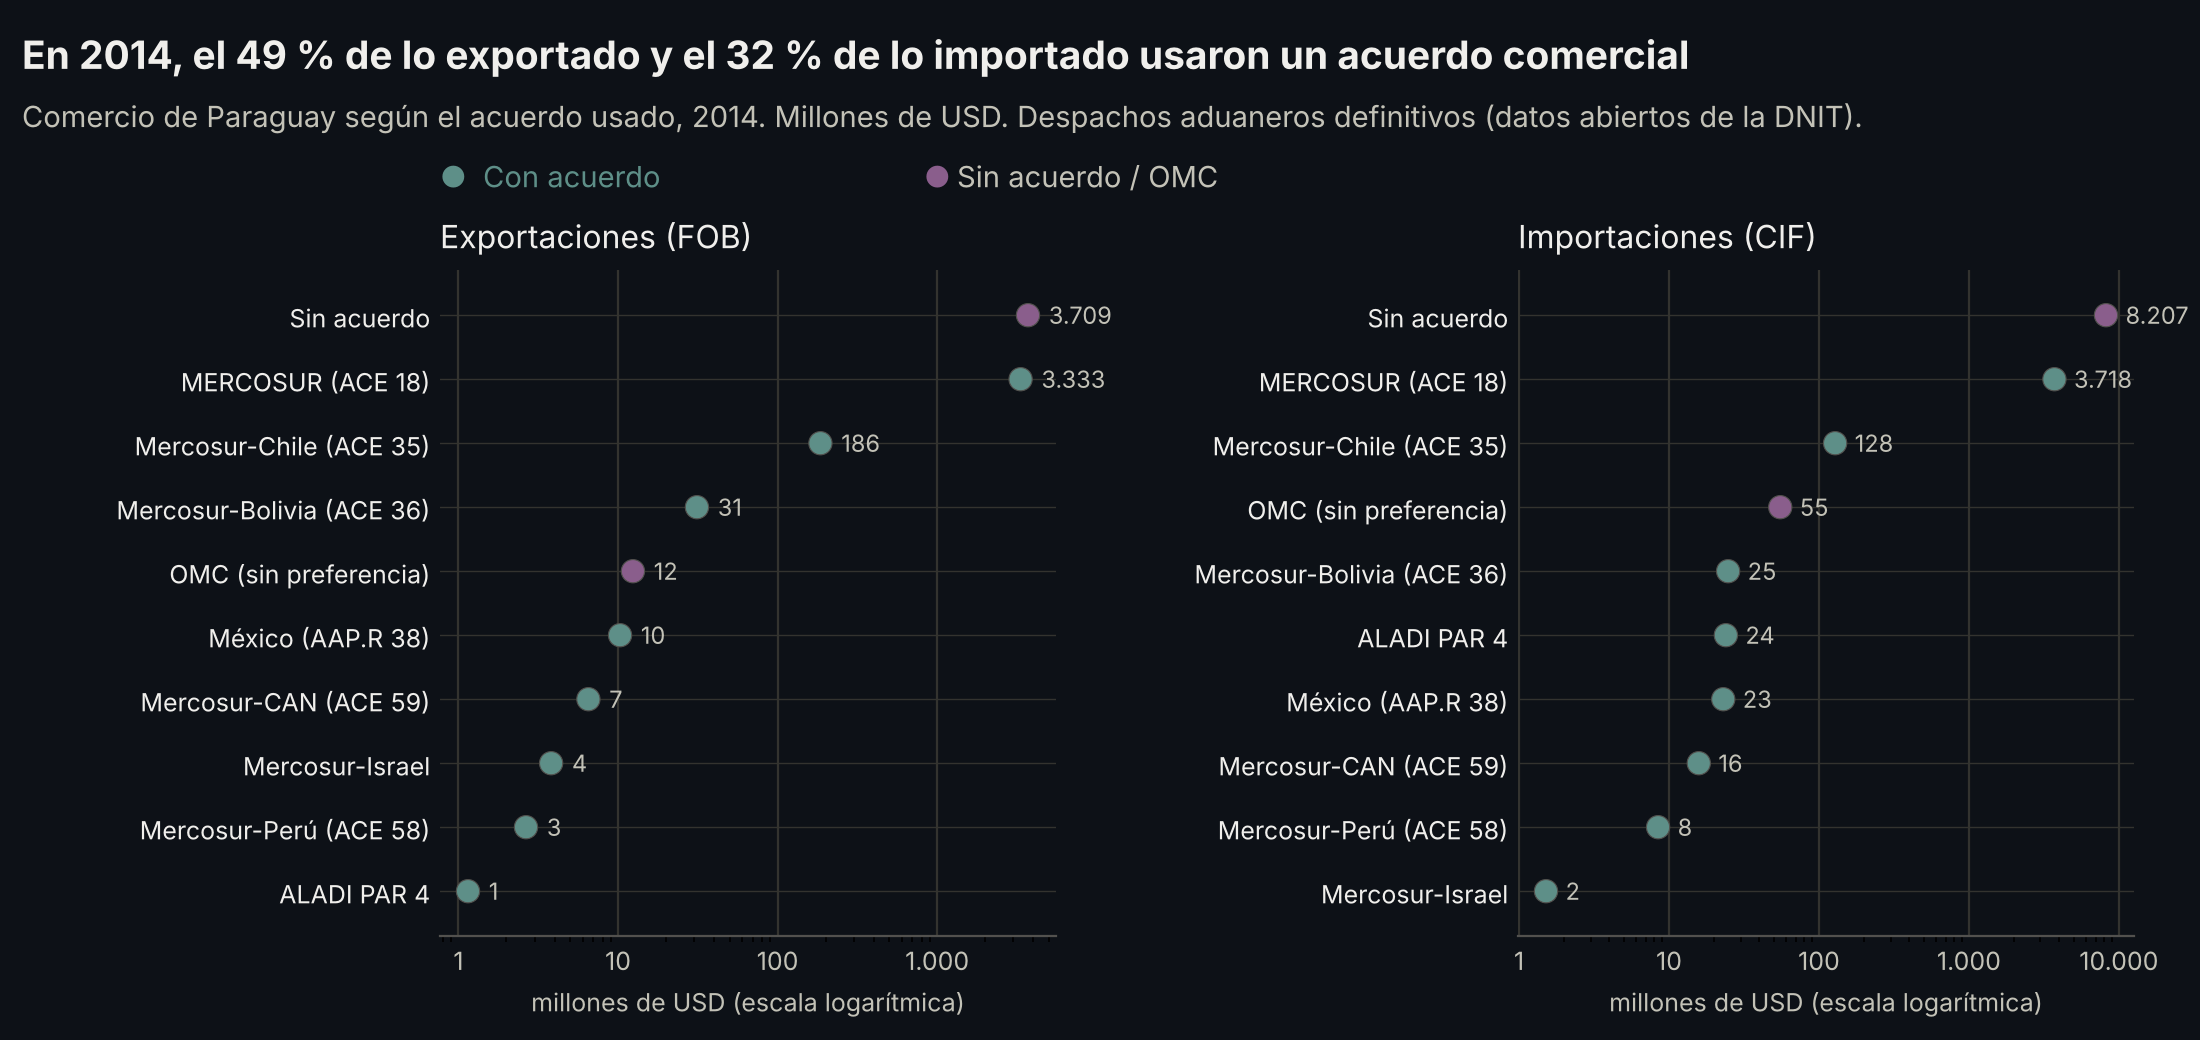 En 2014, el 49 % de lo exportado y el 32 % de lo importado usaron un acuerdo comercial
Comercio de Paraguay según el acuerdo usado, 2014. Millones de USD. Despachos aduaneros definitivos (datos abiertos de la DNIT).
Con acuerdo
Sin acuerdo / OMC
Exportaciones (FOB)
Sin acuerdo 3.709
MERCOSUR (ACE 18) 3.333
Mercosur-Chile (ACE 35) 186
Mercosur-Bolivia (ACE 36) 31
OMC (sin preferencia) 12
México (AAP.R 38) 10
Mercosur-CAN (ACE 59) 7
Mercosur-Israel 4
Mercosur-Perú (ACE 58) 3
ALADI PAR 4 1
1 10 100 1.000
millones de USD (escala logarítmica)
Importaciones (CIF)
Sin acuerdo 8.207
MERCOSUR (ACE 18) 3.718
Mercosur-Chile (ACE 35) 128
OMC (sin preferencia) 55
Mercosur-Bolivia (ACE 36) 25
ALADI PAR 4 24
México (AAP.R 38) 23
Mercosur-CAN (ACE 59) 16
Mercosur-Perú (ACE 58) 8
Mercosur-Israel 2
1 10 100 1.000 10.000
millones de USD (escala logarítmica)